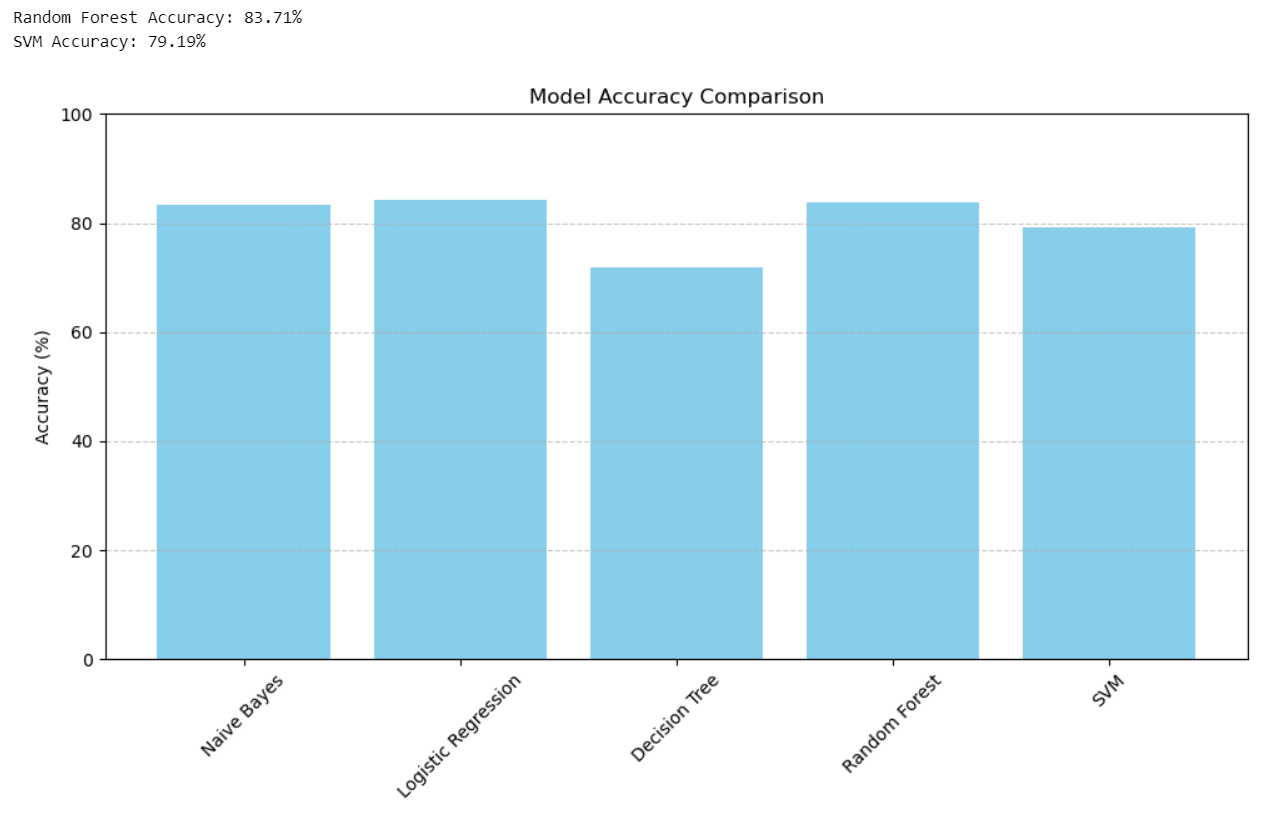 Random Forest Accuracy: 83.71%
SVM Accuracy: 79.19%
Model Accuracy Comparison
100
80
60
40
20
0
Accuracy (%)
Naive Bayes
Logistic Regression
Decision Tree
Random Forest
SVM